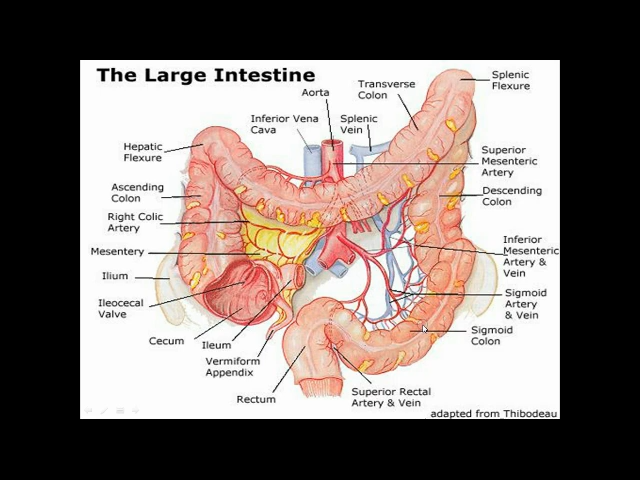 The Large Intestine
Splenic
Flexure
Transverse
Colon
Aorta
Inferior Vena
Cava
Splenic
Vein
Hepatic
Flexure
Superior
Mesenteric
Artery
Ascending
Colon
Descending
Colon
Right Colic
Artery
Mesentery
Inferior
Mesenteric
Artery &
Vein
Ilium
Ileocecal
Valve
Sigmoid
Artery
& Vein
Cecum
Ileum
Sigmoid
Colon
Vermiform
Appendix
Rectum
Superior Rectal
Artery & Vein
adapted from Thibodeau